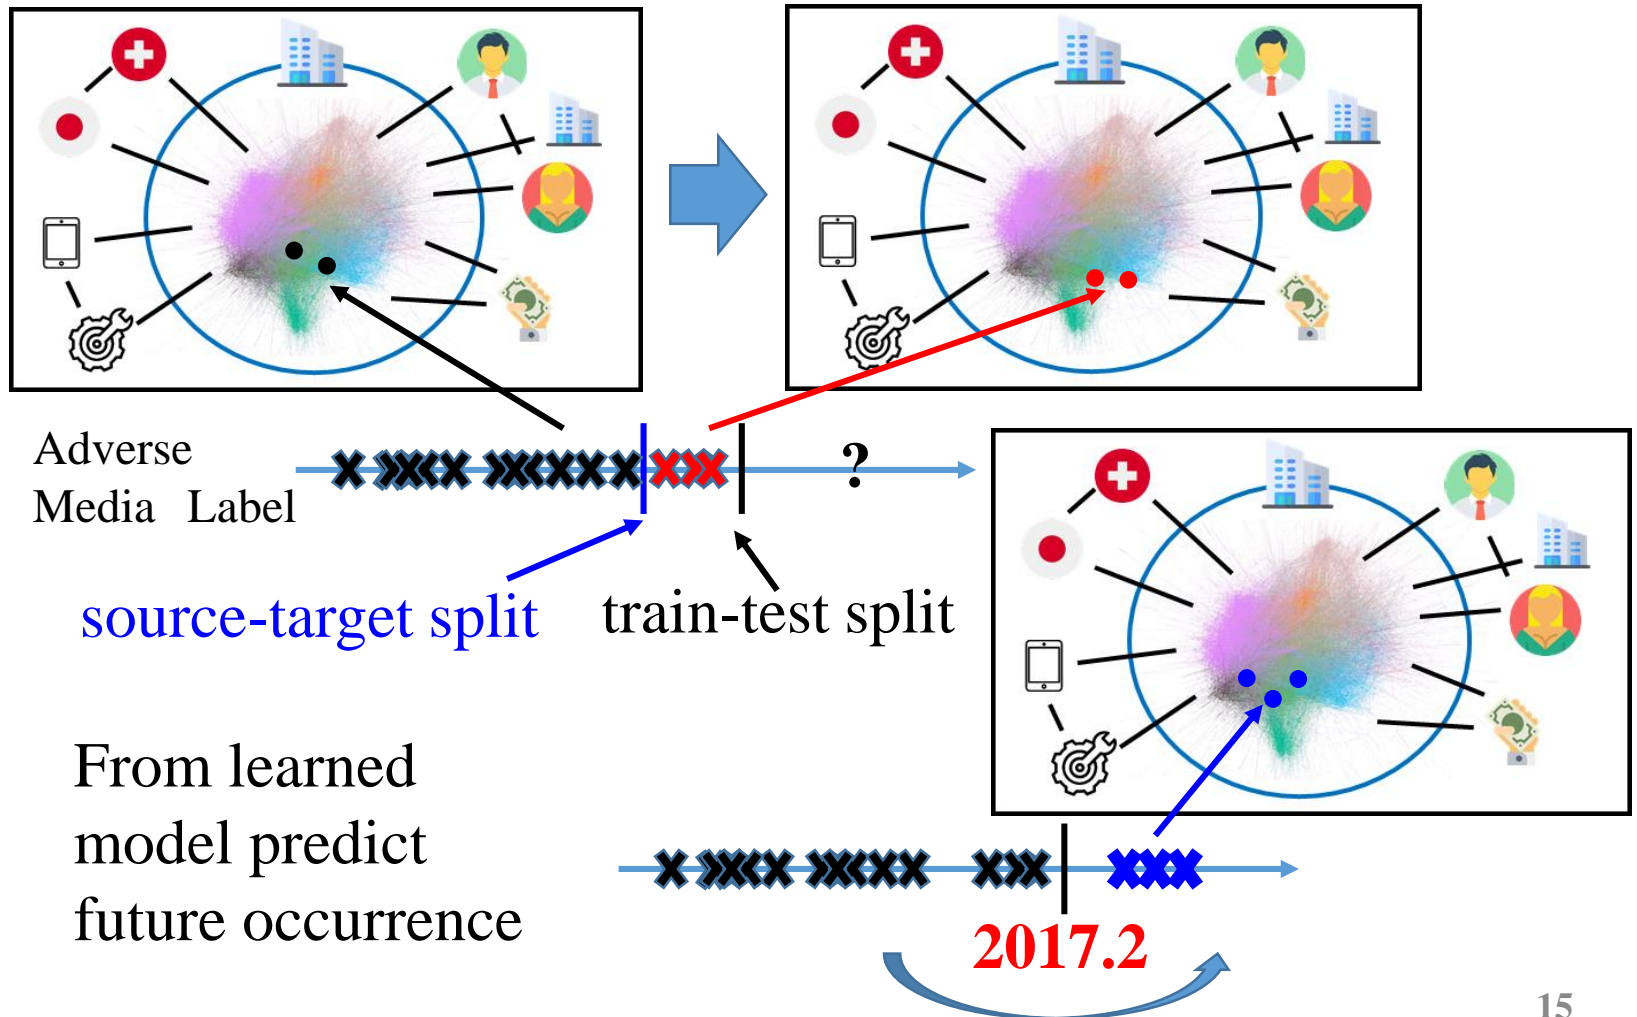 Adverse
Media Label
?
source-target split
train-test split
From learned
model predict
future occurrence
2017.2
15